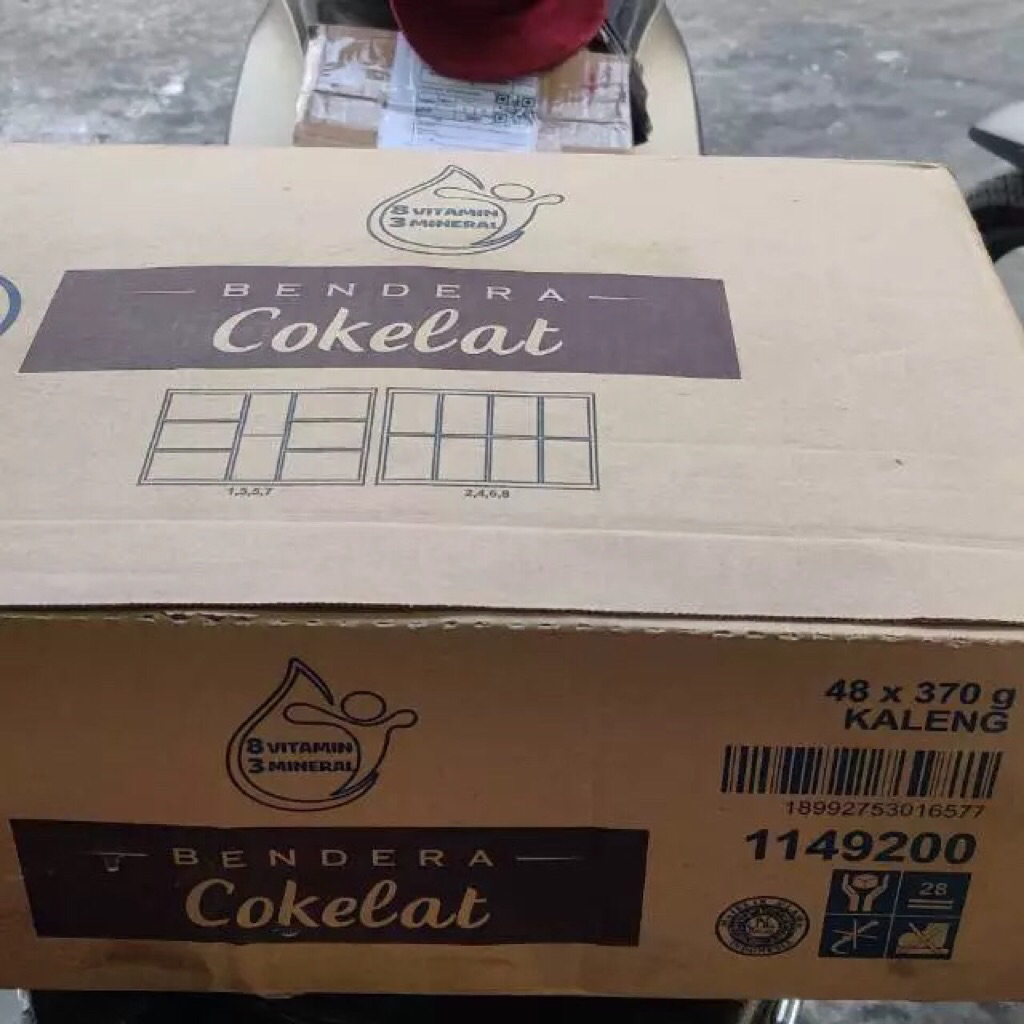 8 VITAMIN
3 MINERAL
BENDERA
Cokelat
1,3,5,7
2,4,6,8
48 x 370 g
KALENG
8 VITAMIN
3 MINERAL
18992753016577
1149200
BENDERA
Cokelat
28
INDONESIA